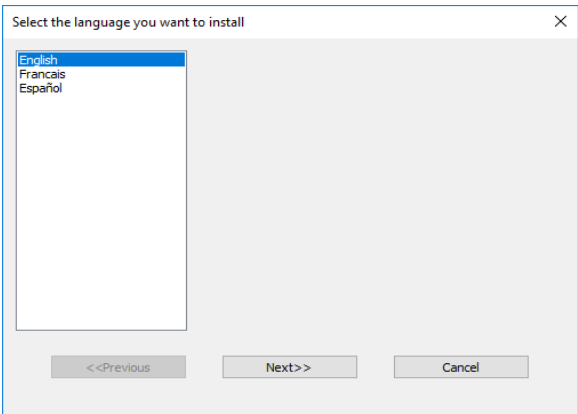 Select the language you want to install
English
Francais
Español
<<Previous
Next>>
Cancel